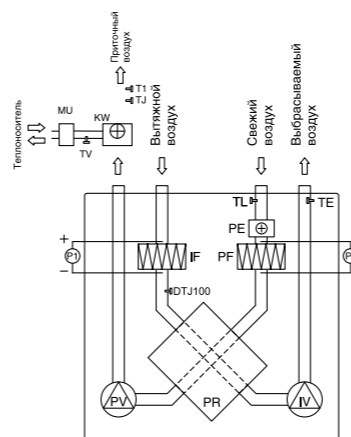 Приточный
воздух
T1
TJ
MU
KW
TV
Теплоноситель
Вытяжной
воздух
Свежий
воздух
Выбрасываемый
воздух
TL
TE
PE
+
P1
−
IF
PF
P
DTJ100
PV
PR
IV